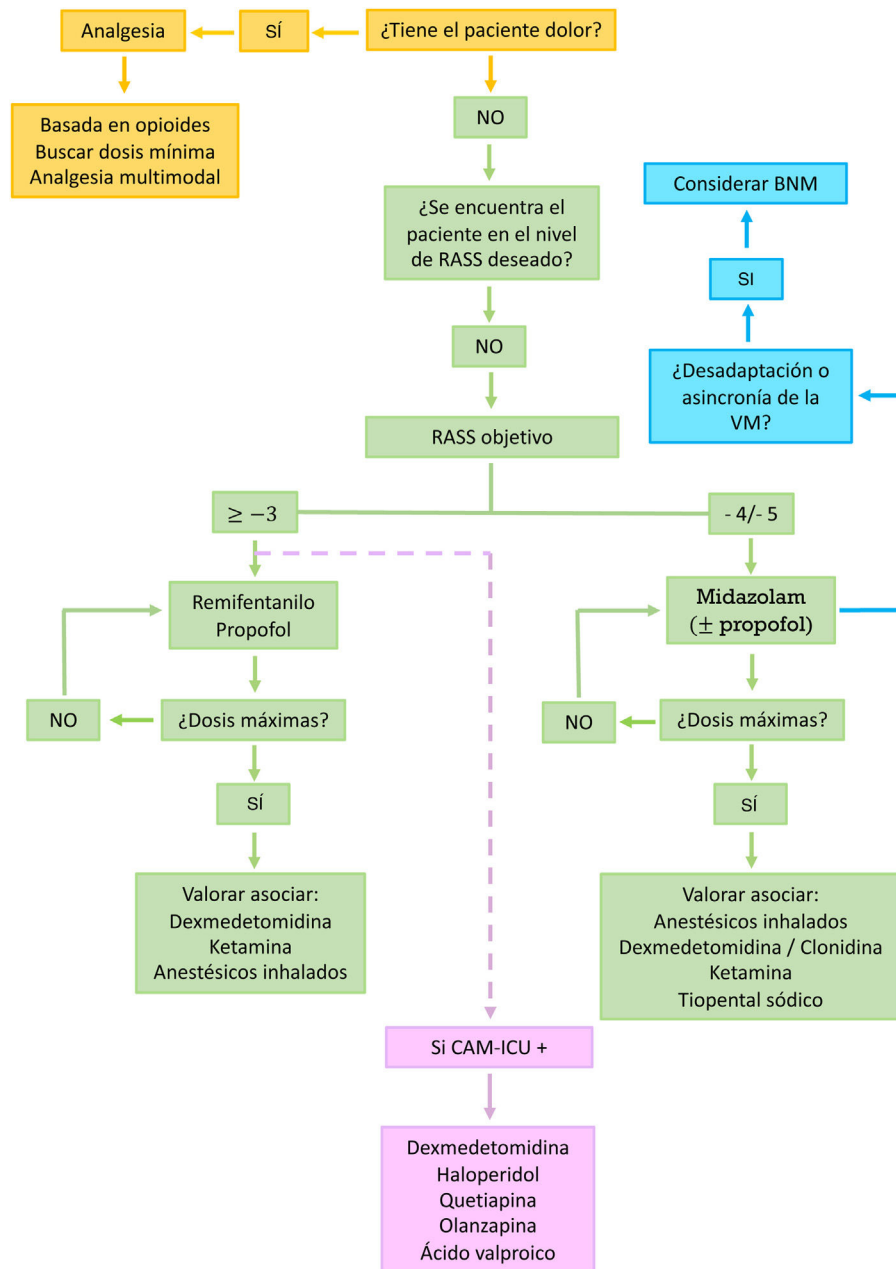 Analgesia
SÍ
¿Tiene el paciente dolor?
Basada en opioides
Buscar dosis mínima
Analgesia multimodal
NO
¿Se encuentra el
paciente en el nivel
de RASS deseado?
NO
RASS objetivo
Considerar BNM
SI
¿Desadaptación o
asincronía de la
VM?
≥ −3
- 4/- 5
Remifentanilo
Propofol
NO
¿Dosis máximas?
SÍ
Valorar asociar:
Dexmedetomidina
Ketamina
Anestésicos inhalados
Midazolam
(± propofol)
NO
¿Dosis máximas?
SÍ
Valorar asociar:
Anestésicos inhalados
Dexmedetomidina / Clonidina
Ketamina
Tiopental sódico
Si CAM-ICU +
Dexmedetomidina
Haloperidol
Quetiapina
Olanzapina
Ácido valproico